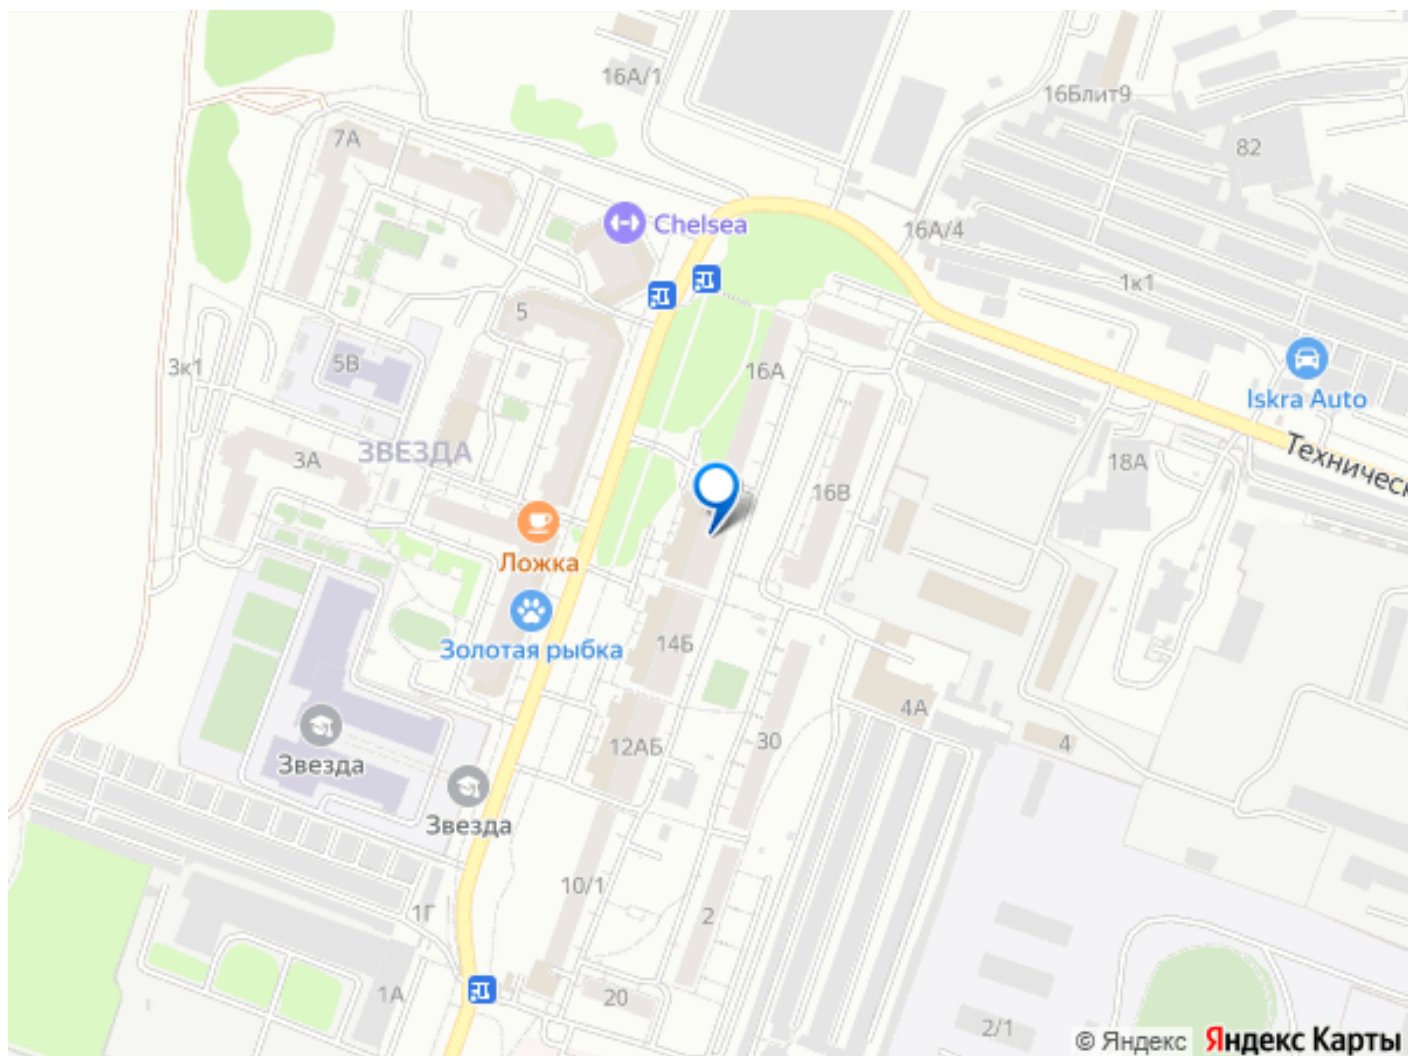 16А/1
16Блит9
82
7А
Chelsea
16А/4
1к1
5
5В
3к1
16А
Iskra Auto
ЗВЕЗДА
3А
Техническ
18А
16В
Ложка
Золотая рыбка
14Б
4А
4
30
12АБ
Звезда
Звезда
10/1
2
1Г
1А
20
2/1
© Яндекс
Яндекс Карты